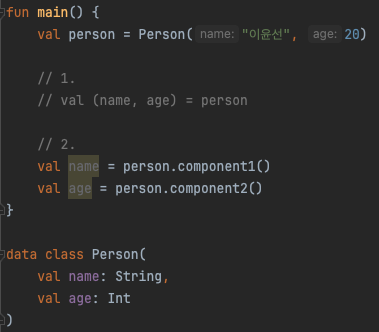 fun main() {
    val person = Person( name: "이윤선", age: 20)
    // 1.
    // val (name, age) = person
    // 2.
    val name = person.component1()
    val age = person.component2()
}
data class Person(
    val name: String,
    val age: Int
)